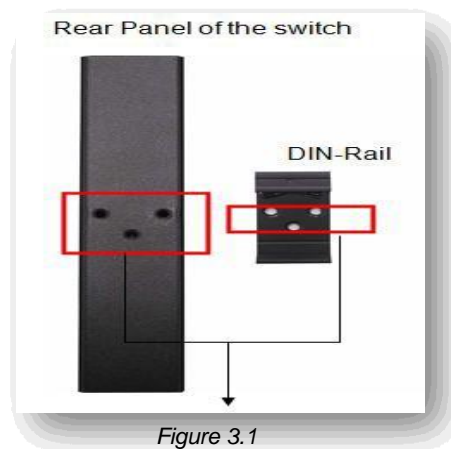 Rear Panel of the switch
DIN-Rail
Figure 3.1